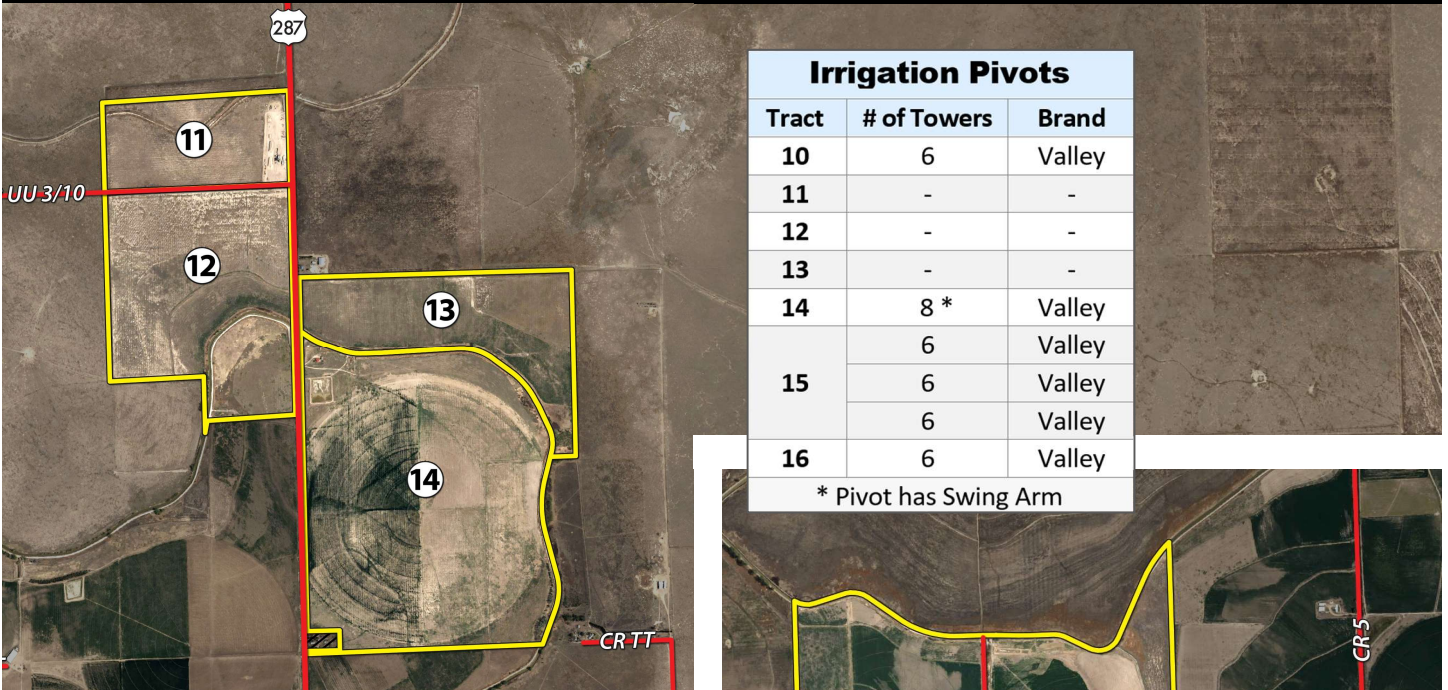 287
11
UU 3/10
12
13
14
CR TT
Irrigation Pivots
Tract # of Towers Brand
10 6 Valley
11 - -
12 - -
13 - -
14 8 * Valley
15 6 Valley
6 Valley
6 Valley
16 6 Valley
* Pivot has Swing Arm
CR 5